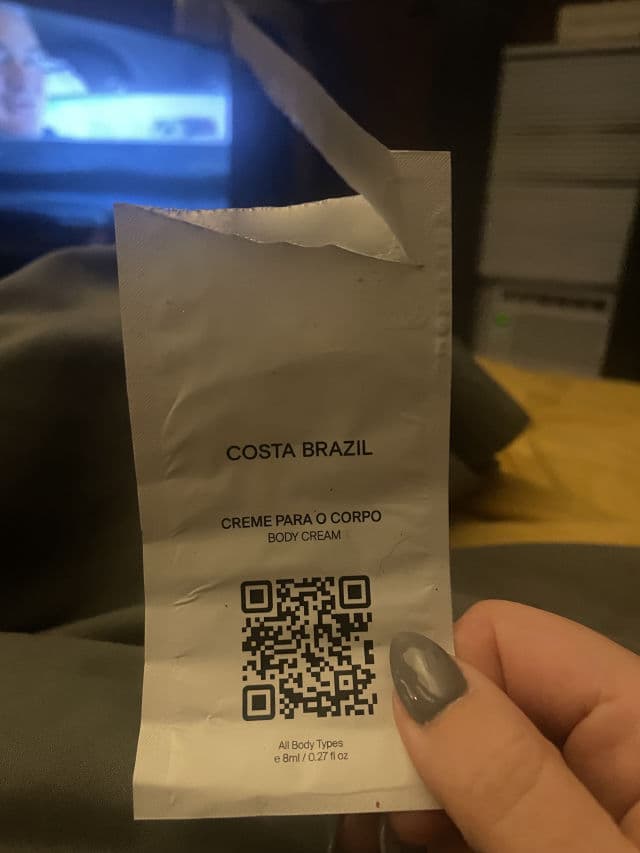 COSTA BRAZIL
CREME PARA O CORPO
BODY CREAM
All Body Types
e 8ml / 0.27 fl oz